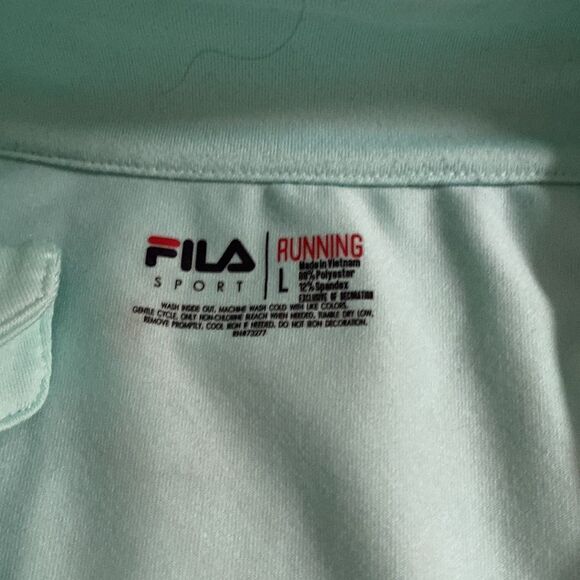 FILA
SPORT
L
RUNNING
Made in Vietnam
88% Polyester
12% Spandex
EXCLUSIVE OF DECORATION
WASH INSIDE OUT, MACHINE WASH COLD WITH LIKE COLORS,
GENTLE CYCLE, ONLY NON-CHLORINE BLEACH WHEN NEEDED, TUMBLE DRY LOW,
REMOVE PROMPTLY, COOL IRON IF NEEDED, DO NOT IRON DECORATION.
RN#73277